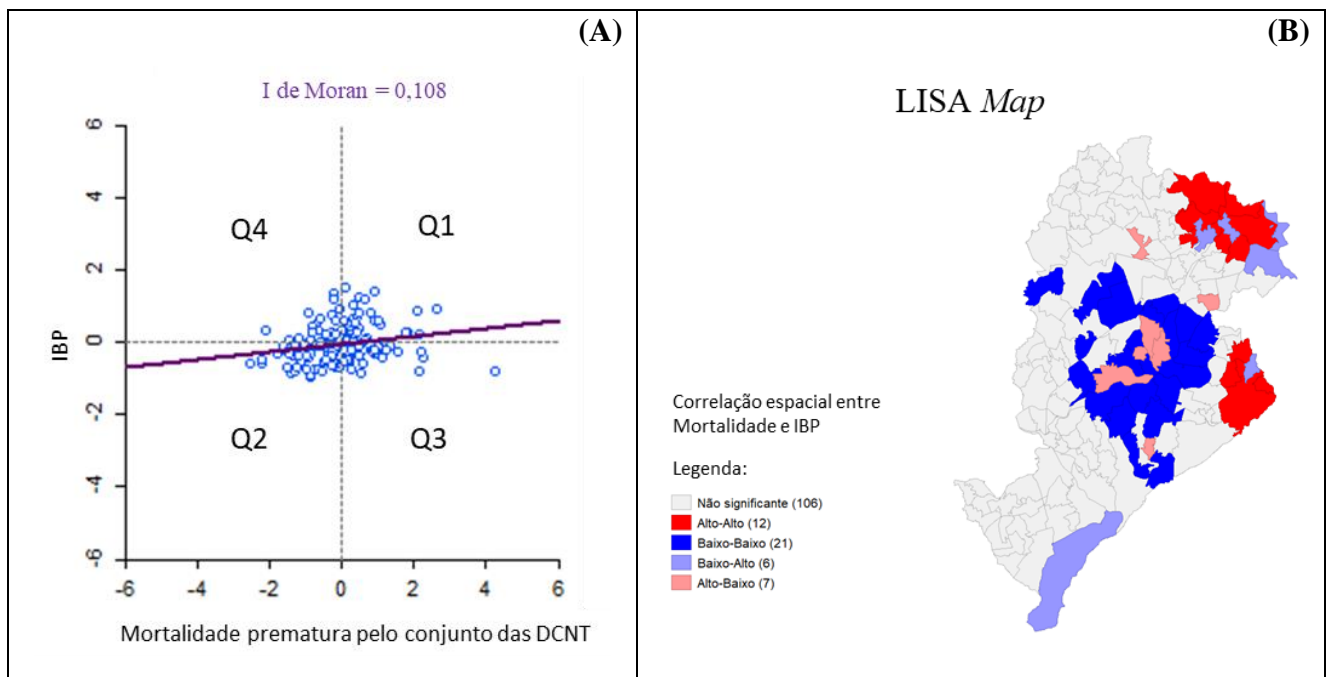 (A)
I de Moran = 0,108
6
4
2
0
-2
-4
-6
IBP
Q4
Q1
Q2
Q3
-6 -4 -2 0 2 4 6
Mortalidade prematura pelo conjunto das DCNT
(B)
LISA Map
Correlação espacial entre
Mortalidade e IBP
Legenda:
Não significante (106)
Alto-Alto (12)
Baixo-Baixo (21)
Baixo-Alto (6)
Alto-Baixo (7)